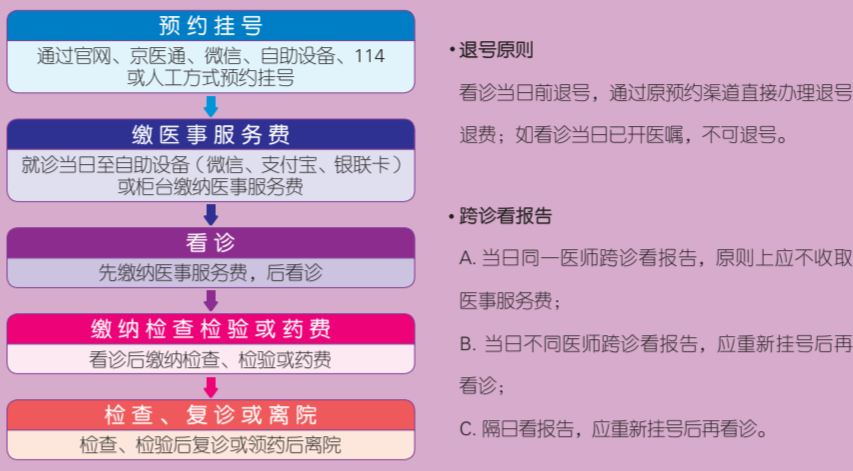 预约挂号
通过官网、京医通、微信、自助设备、114
或人工方式预约挂号
缴医事服务费
就诊当日至自助设备（微信、支付宝、银联卡）
或柜台缴纳医事服务费
看诊
先缴纳医事服务费，后看诊
缴纳检查检验或药费
看诊后缴纳检查、检验或药费
检查、复诊或离院
检查、检验后复诊或领药后离院
•退号原则
看诊当日前退号，通过原预约渠道直接办理退号
退费；如看诊当日已开医嘱，不可退号。
•跨诊看报告
A. 当日同一医师跨诊看报告，原则上应不收取
医事服务费；
B. 当日不同医师跨诊看报告，应重新挂号后再
看诊；
C. 隔日看报告，应重新挂号后再看诊。